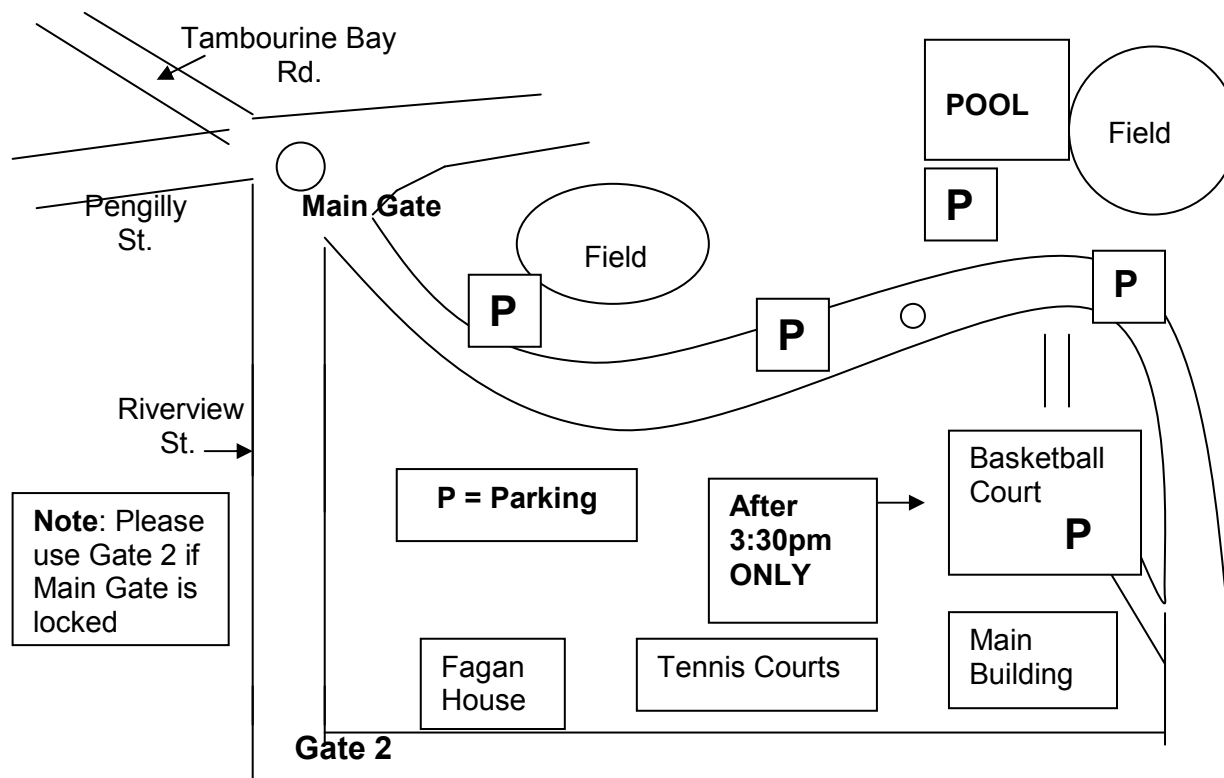 Tambourine Bay
Rd.
POOL
Field
P
Pengilly
St.
Main Gate
Field
P
P
P
Riverview
St.
P = Parking
After
3:30pm
ONLY
Basketball
Court
P
Note: Please
use Gate 2 if
Main Gate is
locked
Fagan
House
Tennis Courts
Main
Building
Gate 2